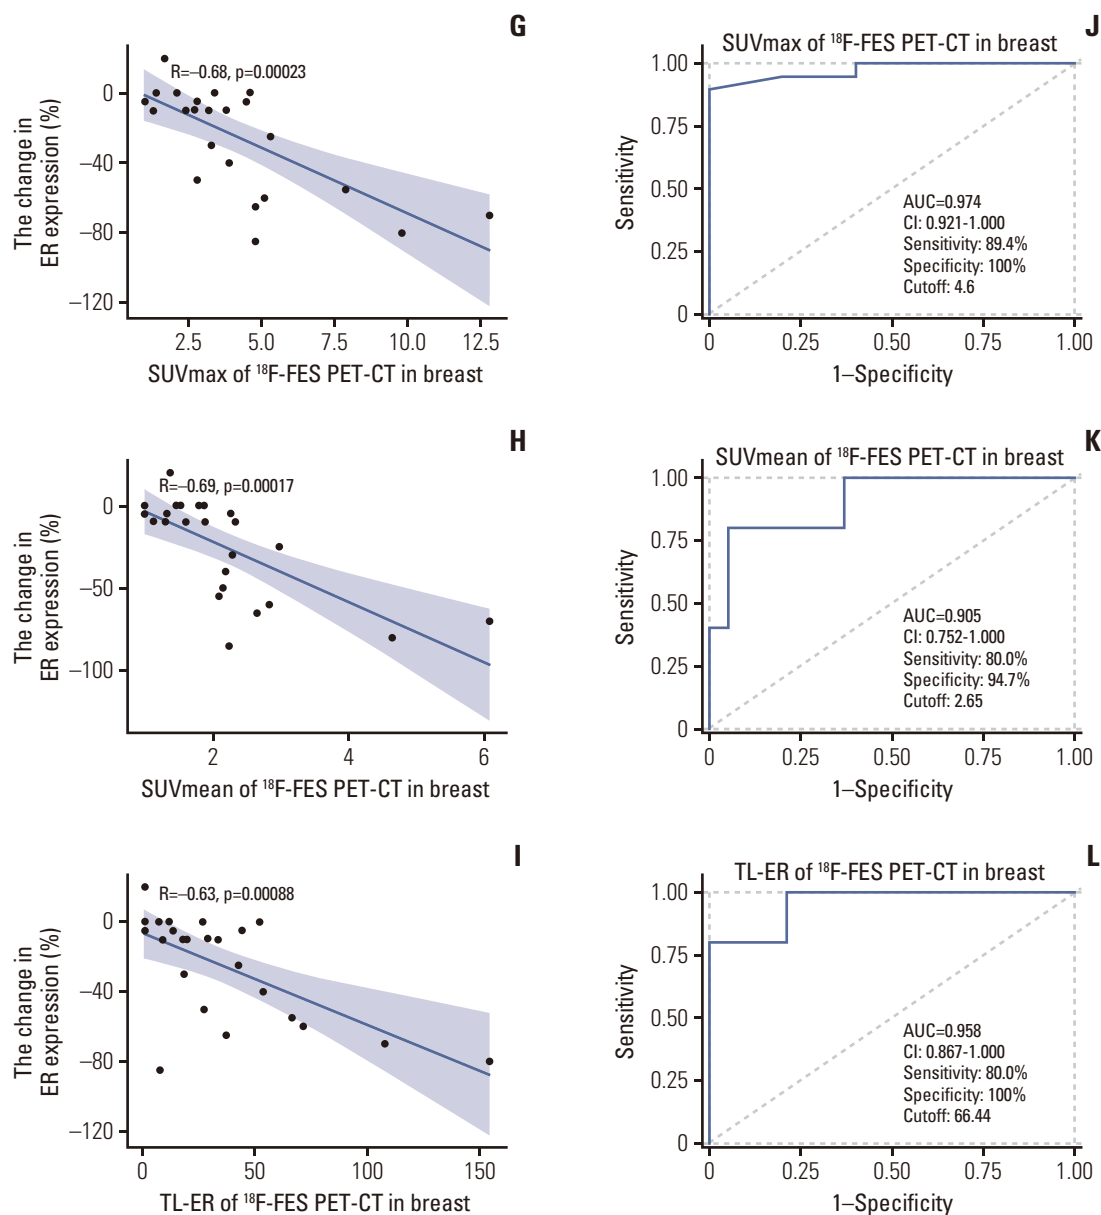 G
R=–0.68, p=0.00023
The change in
ER expression (%)
0
–40
–80
–120
2.5 5.0 7.5 10.0 12.5
SUVmax of ¹⁸F-FES PET-CT in breast
J
SUVmax of ¹⁸F-FES PET-CT in breast
Sensitivity
1.00
0.75
0.50
0.25
0
AUC=0.974
CI: 0.921-1.000
Sensitivity: 89.4%
Specificity: 100%
Cutoff: 4.6
0 0.25 0.50 0.75 1.00
1–Specificity
H
R=–0.69, p=0.00017
The change in
ER expression (%)
0
–50
–100
2 4 6
SUVmean of ¹⁸F-FES PET-CT in breast
K
SUVmean of ¹⁸F-FES PET-CT in breast
Sensitivity
1.00
0.75
0.50
0.25
0
AUC=0.905
CI: 0.752-1.000
Sensitivity: 80.0%
Specificity: 94.7%
Cutoff: 2.65
0 0.25 0.50 0.75 1.00
1–Specificity
I
R=–0.63, p=0.00088
The change in
ER expression (%)
0
–40
–80
–120
0 50 100 150
TL-ER of ¹⁸F-FES PET-CT in breast
L
TL-ER of ¹⁸F-FES PET-CT in breast
Sensitivity
1.00
0.75
0.50
0.25
0
AUC=0.958
CI: 0.867-1.000
Sensitivity: 80.0%
Specificity: 100%
Cutoff: 66.44
0 0.25 0.50 0.75 1.00
1–Specificity